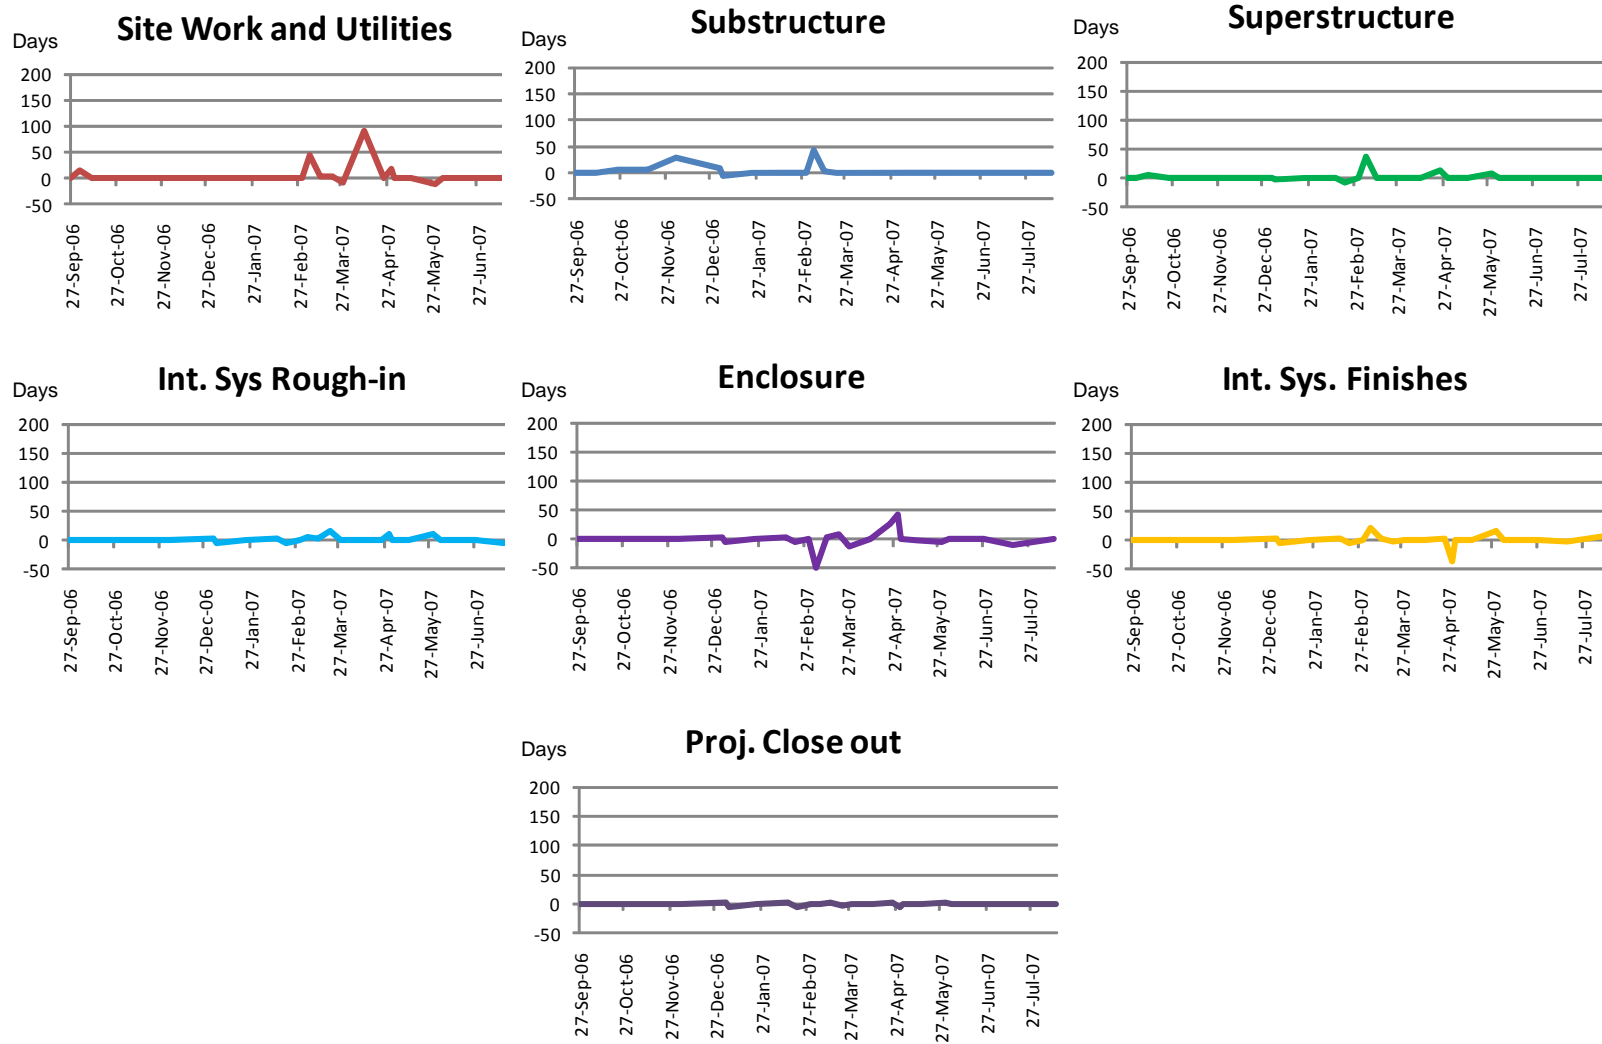 Site Work and Utilities
Days
200
150
100
50
0
-50
27-Sep-06
27-Oct-06
27-Nov-06
27-Dec-06
27-Jan-07
27-Feb-07
27-Mar-07
27-Apr-07
27-May-07
27-Jun-07
Substructure
Days
200
150
100
50
0
-50
27-Sep-06
27-Oct-06
27-Nov-06
27-Dec-06
27-Jan-07
27-Feb-07
27-Mar-07
27-Apr-07
27-May-07
27-Jun-07
27-Jul-07
Superstructure
Days
200
150
100
50
0
-50
27-Sep-06
27-Oct-06
27-Nov-06
27-Dec-06
27-Jan-07
27-Feb-07
27-Mar-07
27-Apr-07
27-May-07
27-Jun-07
27-Jul-07
Int. Sys Rough-in
Days
200
150
100
50
0
-50
27-Sep-06
27-Oct-06
27-Nov-06
27-Dec-06
27-Jan-07
27-Feb-07
27-Mar-07
27-Apr-07
27-May-07
27-Jun-07
Enclosure
Days
200
150
100
50
0
-50
27-Sep-06
27-Oct-06
27-Nov-06
27-Dec-06
27-Jan-07
27-Feb-07
27-Mar-07
27-Apr-07
27-May-07
27-Jun-07
27-Jul-07
Int. Sys. Finishes
Days
200
150
100
50
0
-50
27-Sep-06
27-Oct-06
27-Nov-06
27-Dec-06
27-Jan-07
27-Feb-07
27-Mar-07
27-Apr-07
27-May-07
27-Jun-07
27-Jul-07
Proj. Close out
Days
200
150
100
50
0
-50
27-Sep-06
27-Oct-06
27-Nov-06
27-Dec-06
27-Jan-07
27-Feb-07
27-Mar-07
27-Apr-07
27-May-07
27-Jun-07
27-Jul-07